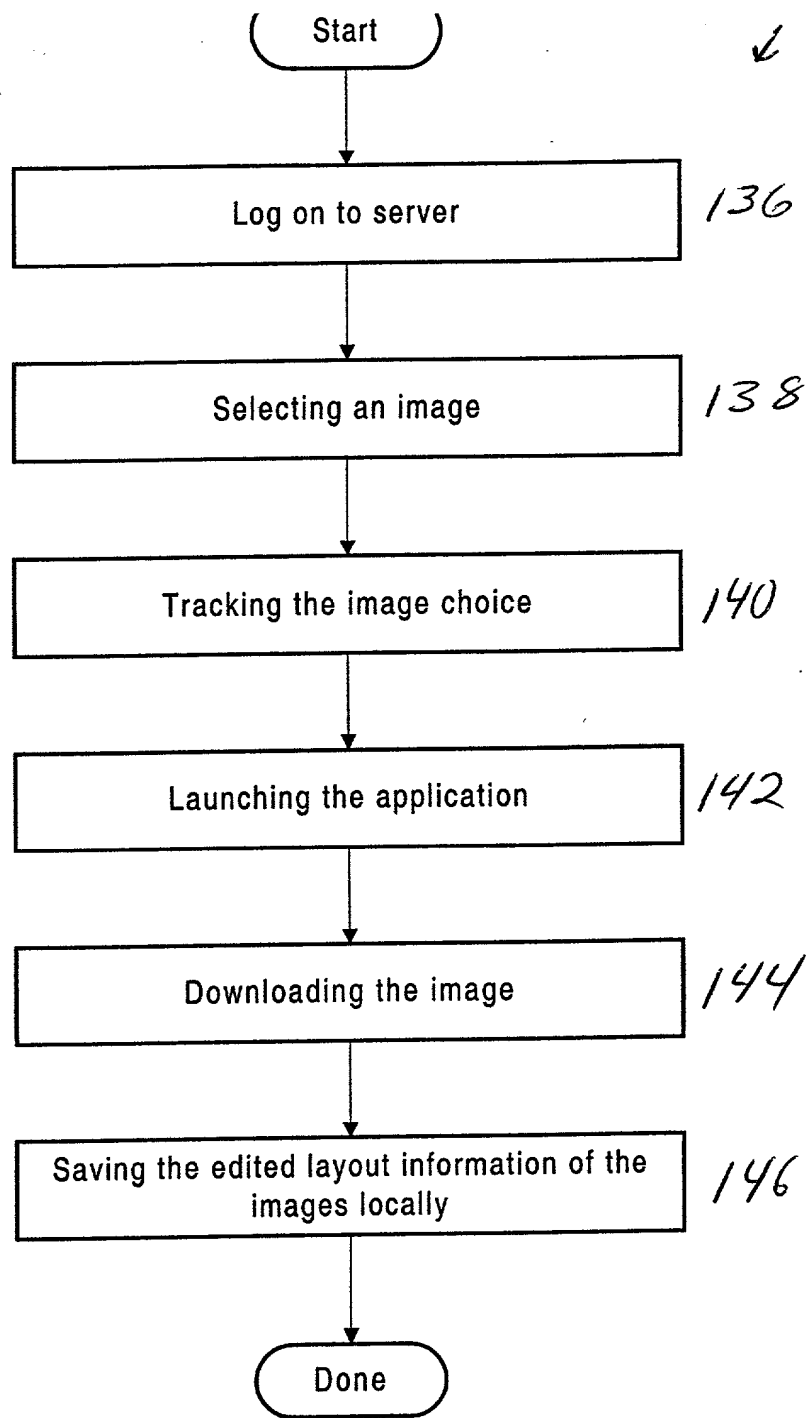 Start
Log on to server 136
Selecting an image 138
Tracking the image choice 140
Launching the application 142
Downloading the image 144
Saving the edited layout information of the
images locally 146
Done